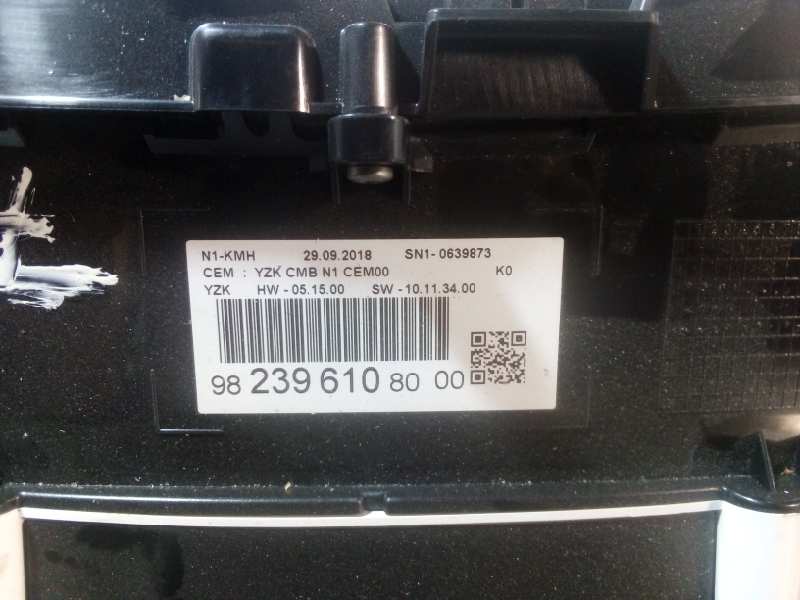 N1-KMH 29.09.2018 SN1- 0639873
CEM : YZK CMB N1 CEM00 K0
YZK HW - 05.15.00 SW - 10.11.34.00
98 239 610 80 00